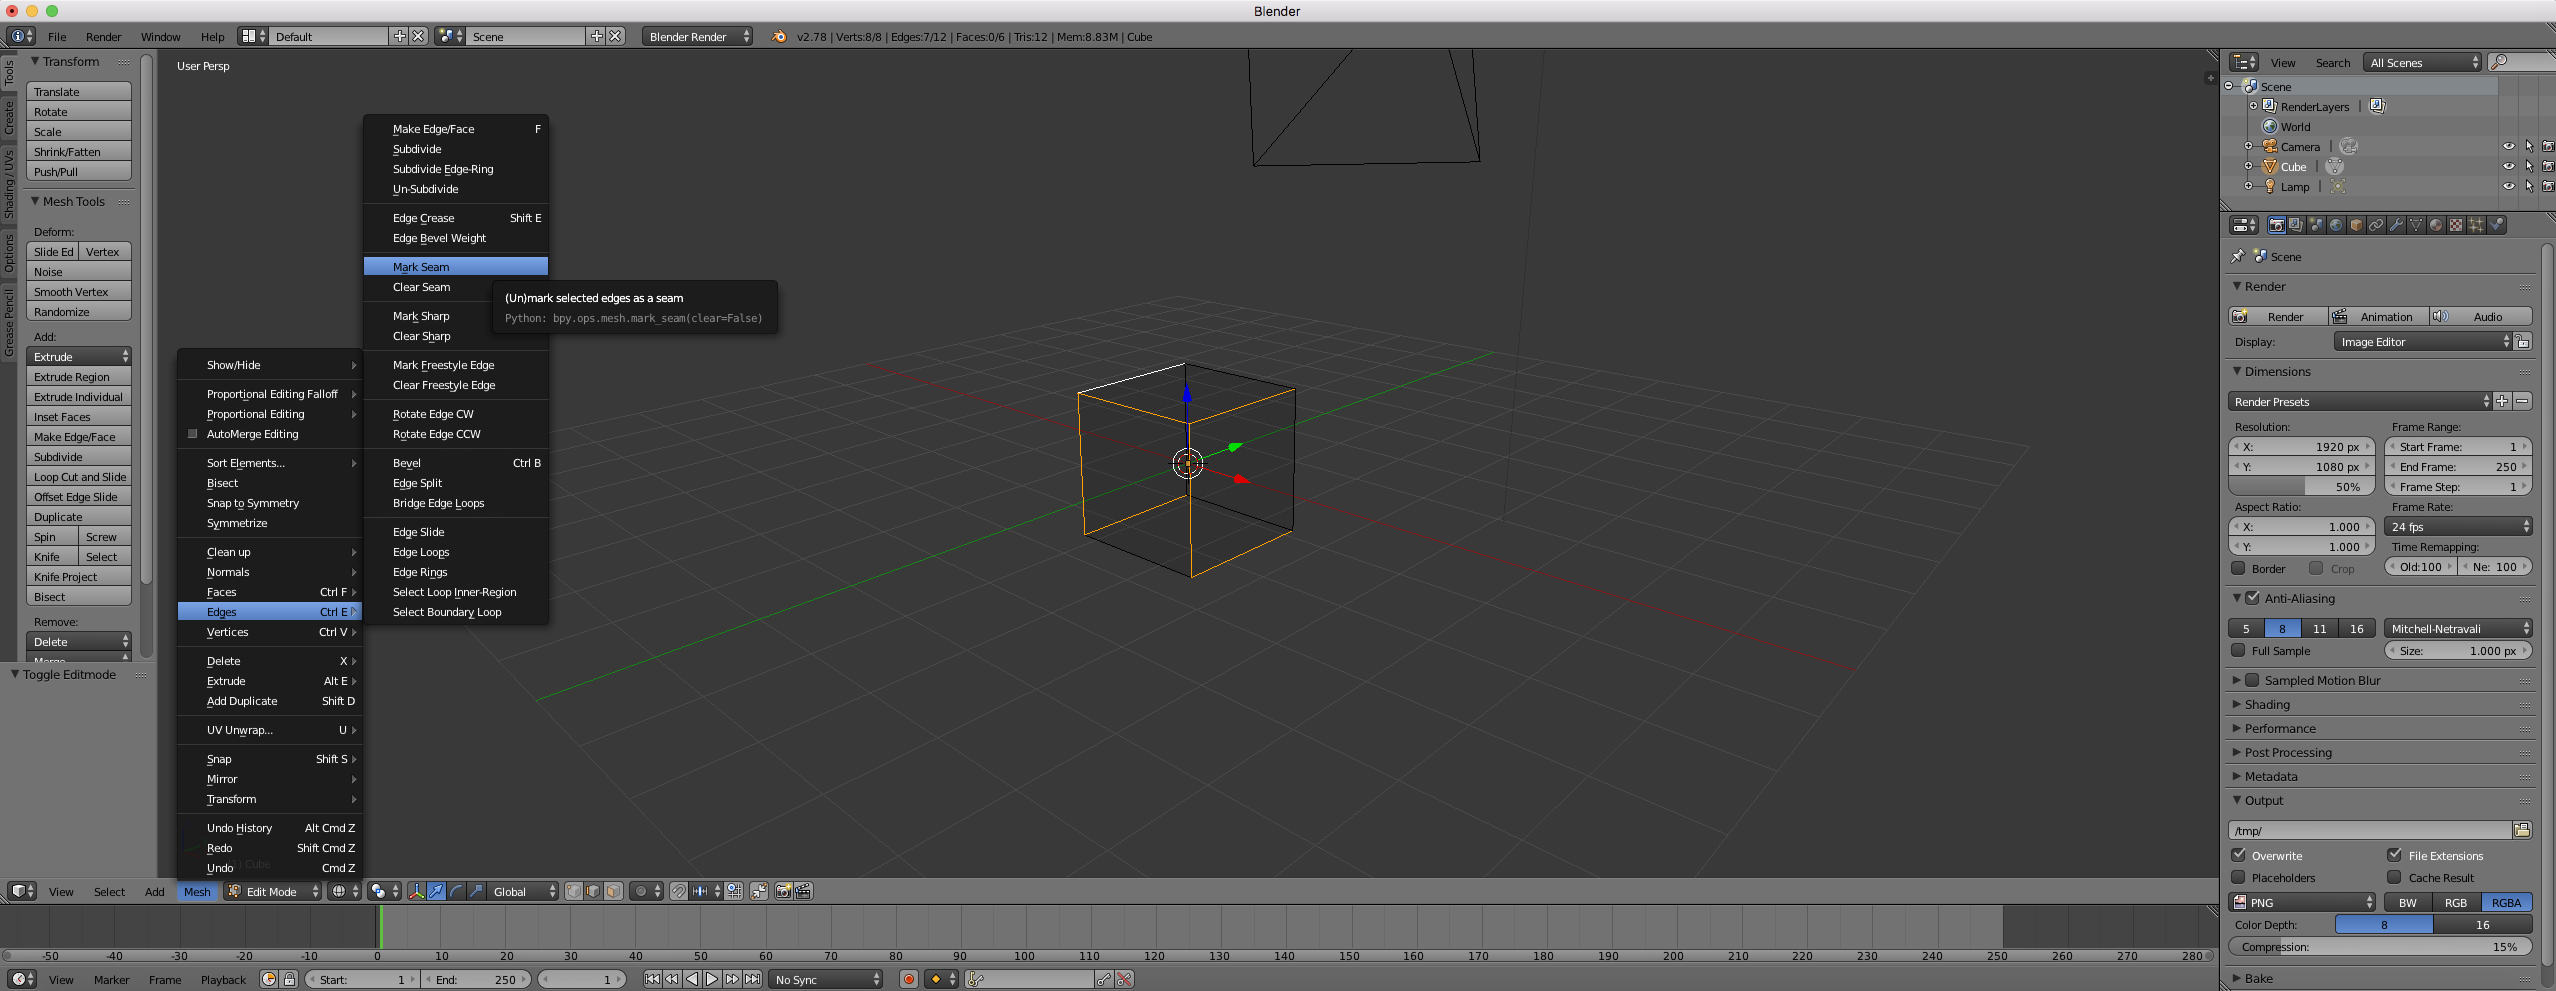 Blender
File Render Window Help Default Scene Blender Render v2.78 | Verts:8/8 | Edges:7/12 | Faces:0/6 | Tris:12 | Mem:8.83M | Cube
Tools
Create
Shading / UVs
Options
Grease Pencil
Transform
Translate
Rotate
Scale
Shrink/Fatten
Push/Pull
Mesh Tools
Deform:
Slide Ed Vertex
Noise
Smooth Vertex
Randomize
Add:
Extrude
Extrude Region
Extrude Individual
Inset Faces
Make Edge/Face
Subdivide
Loop Cut and Slide
Offset Edge Slide
Duplicate
Spin Screw
Knife Select
Knife Project
Bisect
Remove:
Delete
Merge
Toggle Editmode
User Persp
Make Edge/Face F
Subdivide
Subdivide Edge-Ring
Un-Subdivide
Edge Crease Shift E
Edge Bevel Weight
Mark Seam
Clear Seam
Mark Sharp
Clear Sharp
Mark Freestyle Edge
Clear Freestyle Edge
Rotate Edge CW
Rotate Edge CCW
Bevel Ctrl B
Edge Split
Bridge Edge Loops
Edge Slide
Edge Loops
Edge Rings
Select Loop Inner-Region
Select Boundary Loop
(Un)mark selected edges as a seam
Python: bpy.ops.mesh.mark_seam(clear=False)
Show/Hide
Proportional Editing Falloff
Proportional Editing
AutoMerge Editing
Sort Elements...
Bisect
Snap to Symmetry
Symmetrize
Clean up
Normals
Faces Ctrl F
Edges Ctrl E
Vertices Ctrl V
Delete X
Extrude Alt E
Add Duplicate Shift D
UV Unwrap... U
Snap Shift S
Mirror
Transform
Undo History Alt Cmd Z
Redo Shift Cmd Z
Undo Cmd Z
(1) Cube
View Select Add Mesh Edit Mode Global
-50 -40 -30 -20 -10 0 10 20 30 40 50 60 70 80 90 100 110 120 130 140 150 160 170 180 190 200 210 220 230 240 250 260 270 280
View Marker Frame Playback Start: 1 End: 250 1 No Sync
View Search All Scenes
Scene
RenderLayers |
World
Camera |
Cube |
Lamp |
Scene
Render
Render Animation Audio
Display: Image Editor
Dimensions
Render Presets
Resolution: Frame Range:
X: 1920 px Start Frame: 1
Y: 1080 px End Frame: 250
50% Frame Step: 1
Aspect Ratio: Frame Rate:
X: 1.000 24 fps
Y: 1.000 Time Remapping:
Border Crop Old:100 Ne: 100
Anti-Aliasing
5 8 11 16 Mitchell-Netravali
Full Sample Size: 1.000 px
Sampled Motion Blur
Shading
Performance
Post Processing
Metadata
Output
/tmp/
Overwrite File Extensions
Placeholders Cache Result
PNG BW RGB RGBA
Color Depth: 8 16
Compression: 15%
Bake